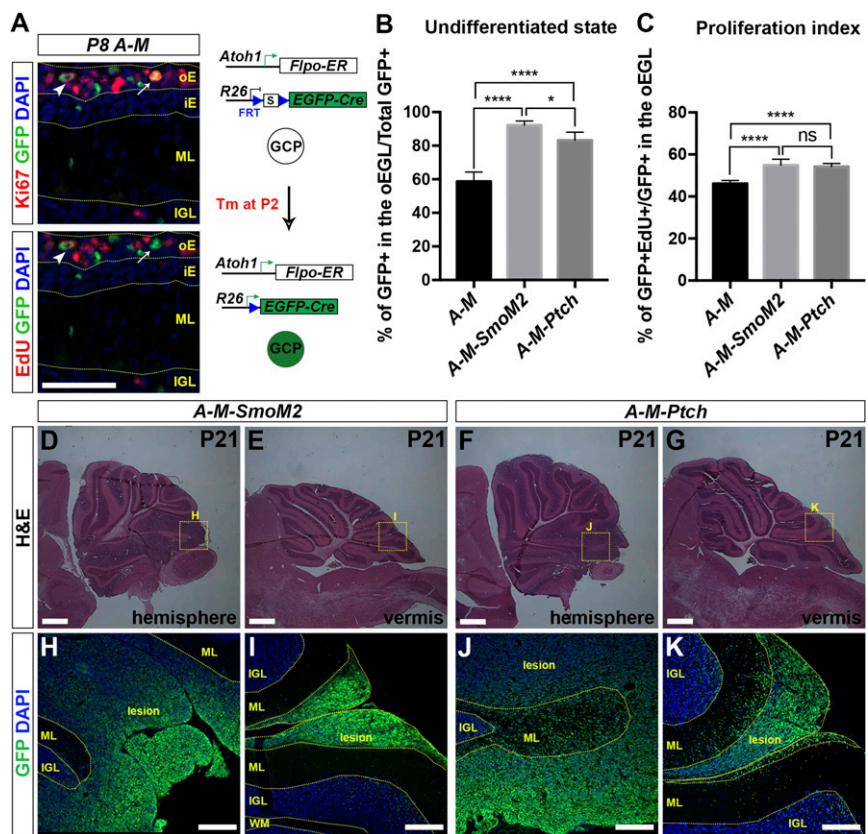 A
P8 A-M
Ki67 GFP DAPI
oE
iE
ML
IGL
EdU GFP DAPI
oE
iE
ML
IGL
Atoh1
Flpo-ER
R26
S
EGFP-Cre
FRT
GCP
Tm at P2
Atoh1
Flpo-ER
R26
EGFP-Cre
GCP
B
Undifferentiated state
% of GFP+ in the oEGL/Total GFP+
100
80
60
40
20
0
****
****
*
A-M
A-M-SmoM2
A-M-Ptch
C
Proliferation index
% of GFP+EdU+/GFP+ in the oEGL
100
80
60
40
20
0
****
****
ns
A-M
A-M-SmoM2
A-M-Ptch
A-M-SmoM2
A-M-Ptch
H&E
D
P21
H
hemisphere
E
P21
I
vermis
F
P21
J
hemisphere
G
P21
K
vermis
GFP DAPI
H
ML
lesion
ML
IGL
I
IGL
ML
lesion
ML
IGL
WM
J
lesion
IGL
ML
K
IGL
lesion
ML
IGL